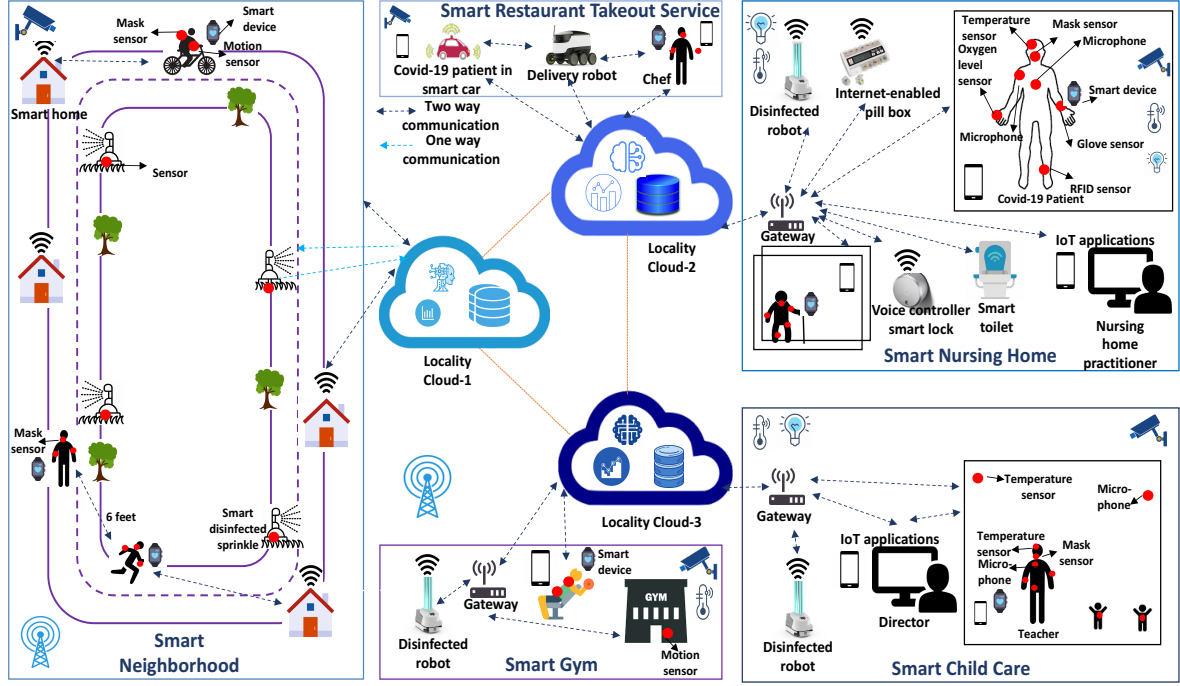 Mask
sensor
Smart
device
Motion
sensor
Smart home
Sensor
Mask
sensor
6 feet
Smart
disinfected
sprinkle
Smart
Neighborhood
Smart Restaurant Takeout Service
Covid-19 patient in
smart car
Delivery robot
Chef
Two way
communication
One way
communication
Locality
Cloud-2
Locality
Cloud-1
Locality Cloud-3
Disinfected
robot
Internet-enabled
pill box
Temperature
sensor
Mask sensor
Microphone
Oxygen
level
sensor
Smart device
Microphone
Glove sensor
RFID sensor
Covid-19 Patient
Gateway
Voice controller
smart lock
Smart
toilet
IoT applications
Nursing
home
practitioner
Smart Nursing Home
Gateway
Disinfected
robot
Smart
device
GYM
Motion
sensor
Smart Gym
Gateway
IoT applications
Director
Disinfected
robot
Temperature
sensor
Micro-
phone
Temperature
sensor
Micro
phone
Mask
sensor
Teacher
Smart Child Care